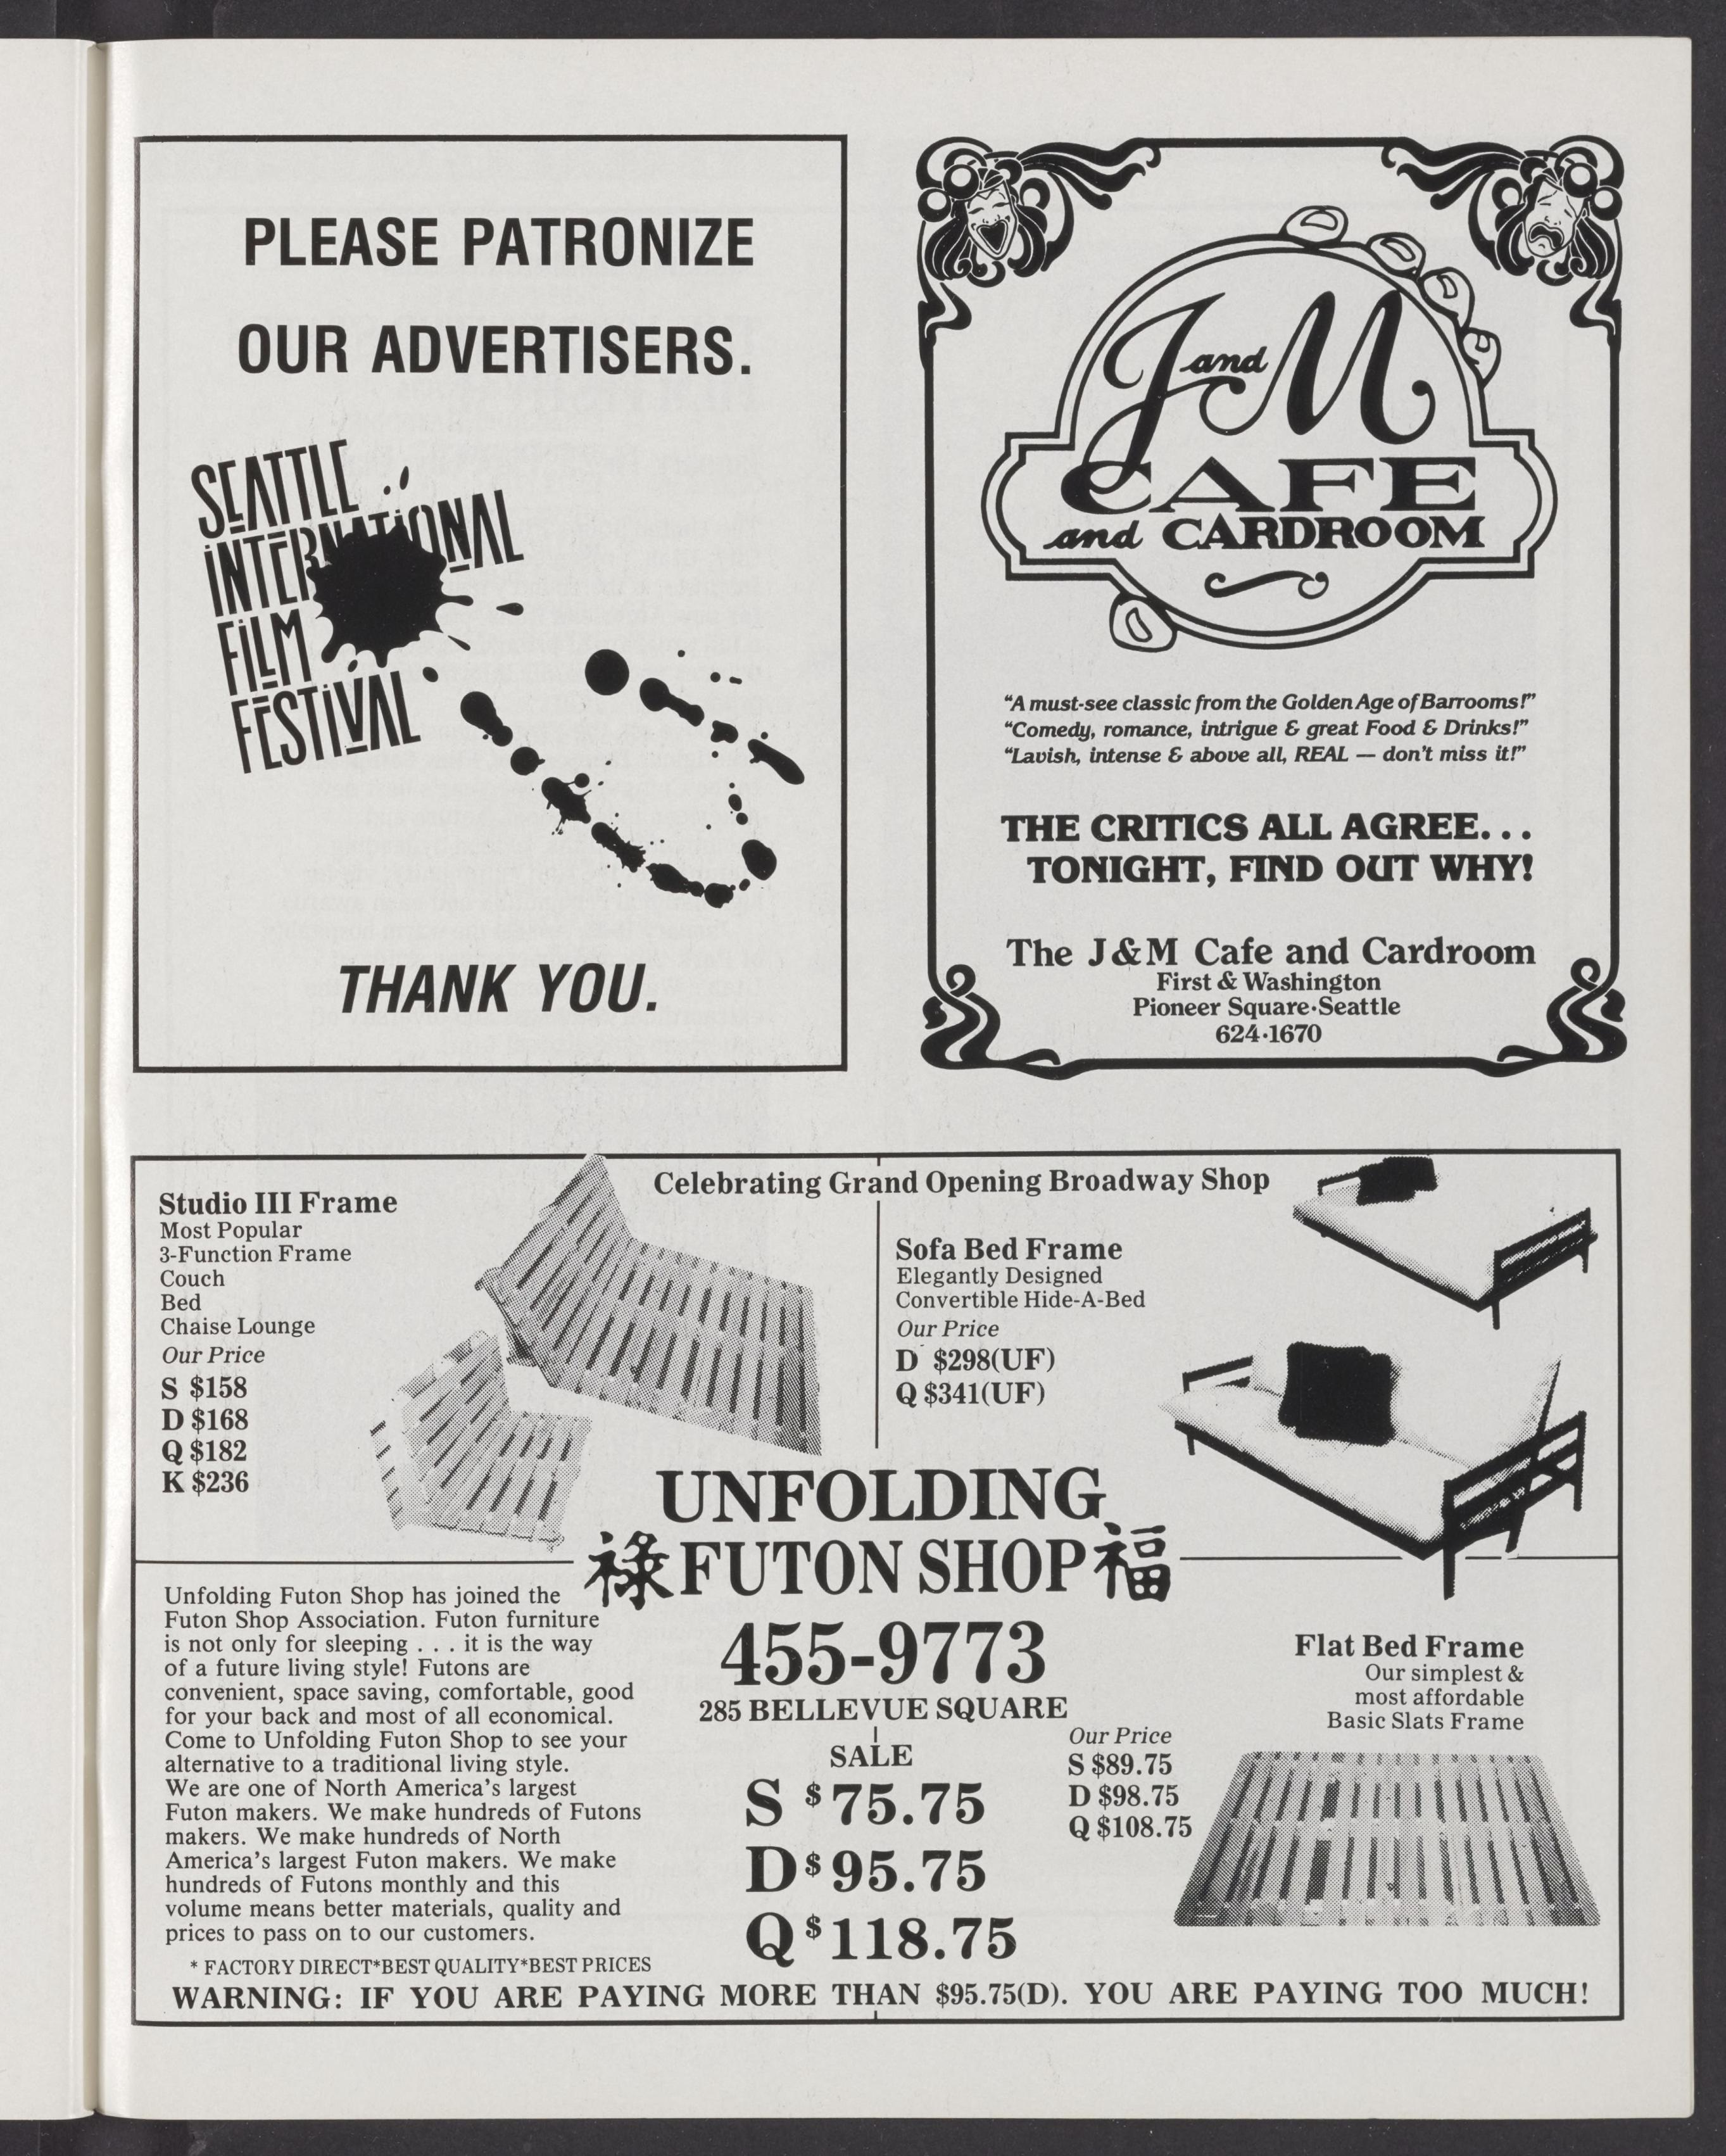 PLEASE PATRONIZE
OUR ADVERTISERS.
SEATTLE
INTERNATIONAL
FILM
FESTIVAL
THANK YOU.
J and M
CAFE
and CARDROOM
“A must-see classic from the Golden Age of Barrooms!”
“Comedy, romance, intrigue & great Food & Drinks!”
“Lavish, intense & above all, REAL — don't miss it!”
THE CRITICS ALL AGREE...
TONIGHT, FIND OUT WHY!
The J&M Cafe and Cardroom
First & Washington
Pioneer Square·Seattle
624·1670
Celebrating Grand Opening Broadway Shop
Studio III Frame
Most Popular
3-Function Frame
Couch
Bed
Chaise Lounge
Our Price
S $158
D $168
Q $182
K $236
Sofa Bed Frame
Elegantly Designed
Convertible Hide-A-Bed
Our Price
D $298(UF)
Q $341(UF)
UNFOLDING
祿 FUTON SHOP 福
455-9773
285 BELLEVUE SQUARE
Unfolding Futon Shop has joined the
Futon Shop Association. Futon furniture
is not only for sleeping . . . it is the way
of a future living style! Futons are
convenient, space saving, comfortable, good
for your back and most of all economical.
Come to Unfolding Futon Shop to see your
alternative to a traditional living style.
We are one of North America's largest
Futon makers. We make hundreds of Futons
makers. We make hundreds of North
America's largest Futon makers. We make
hundreds of Futons monthly and this
volume means better materials, quality and
prices to pass on to our customers.
* FACTORY DIRECT*BEST QUALITY*BEST PRICES
SALE
S $75.75
D $95.75
Q $118.75
Flat Bed Frame
Our simplest &
most affordable
Basic Slats Frame
Our Price
S $89.75
D $98.75
Q $108.75
WARNING: IF YOU ARE PAYING MORE THAN $95.75(D). YOU ARE PAYING TOO MUCH!